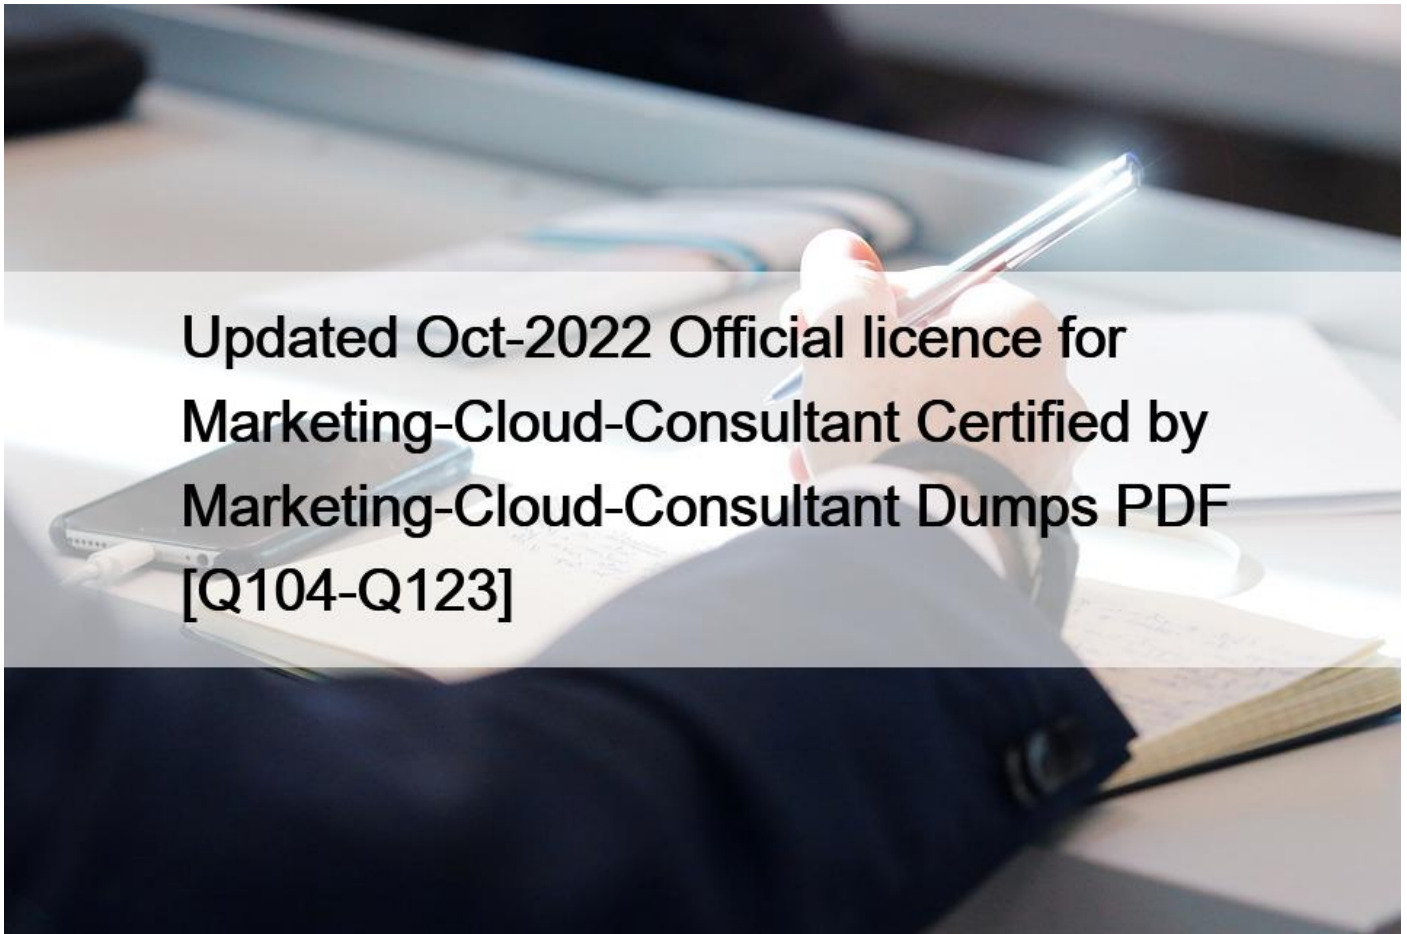 Updated Oct-2022 Official licence for
Marketing-Cloud-Consultant Certified by
Marketing-Cloud-Consultant Dumps PDF
[Q104-Q123]